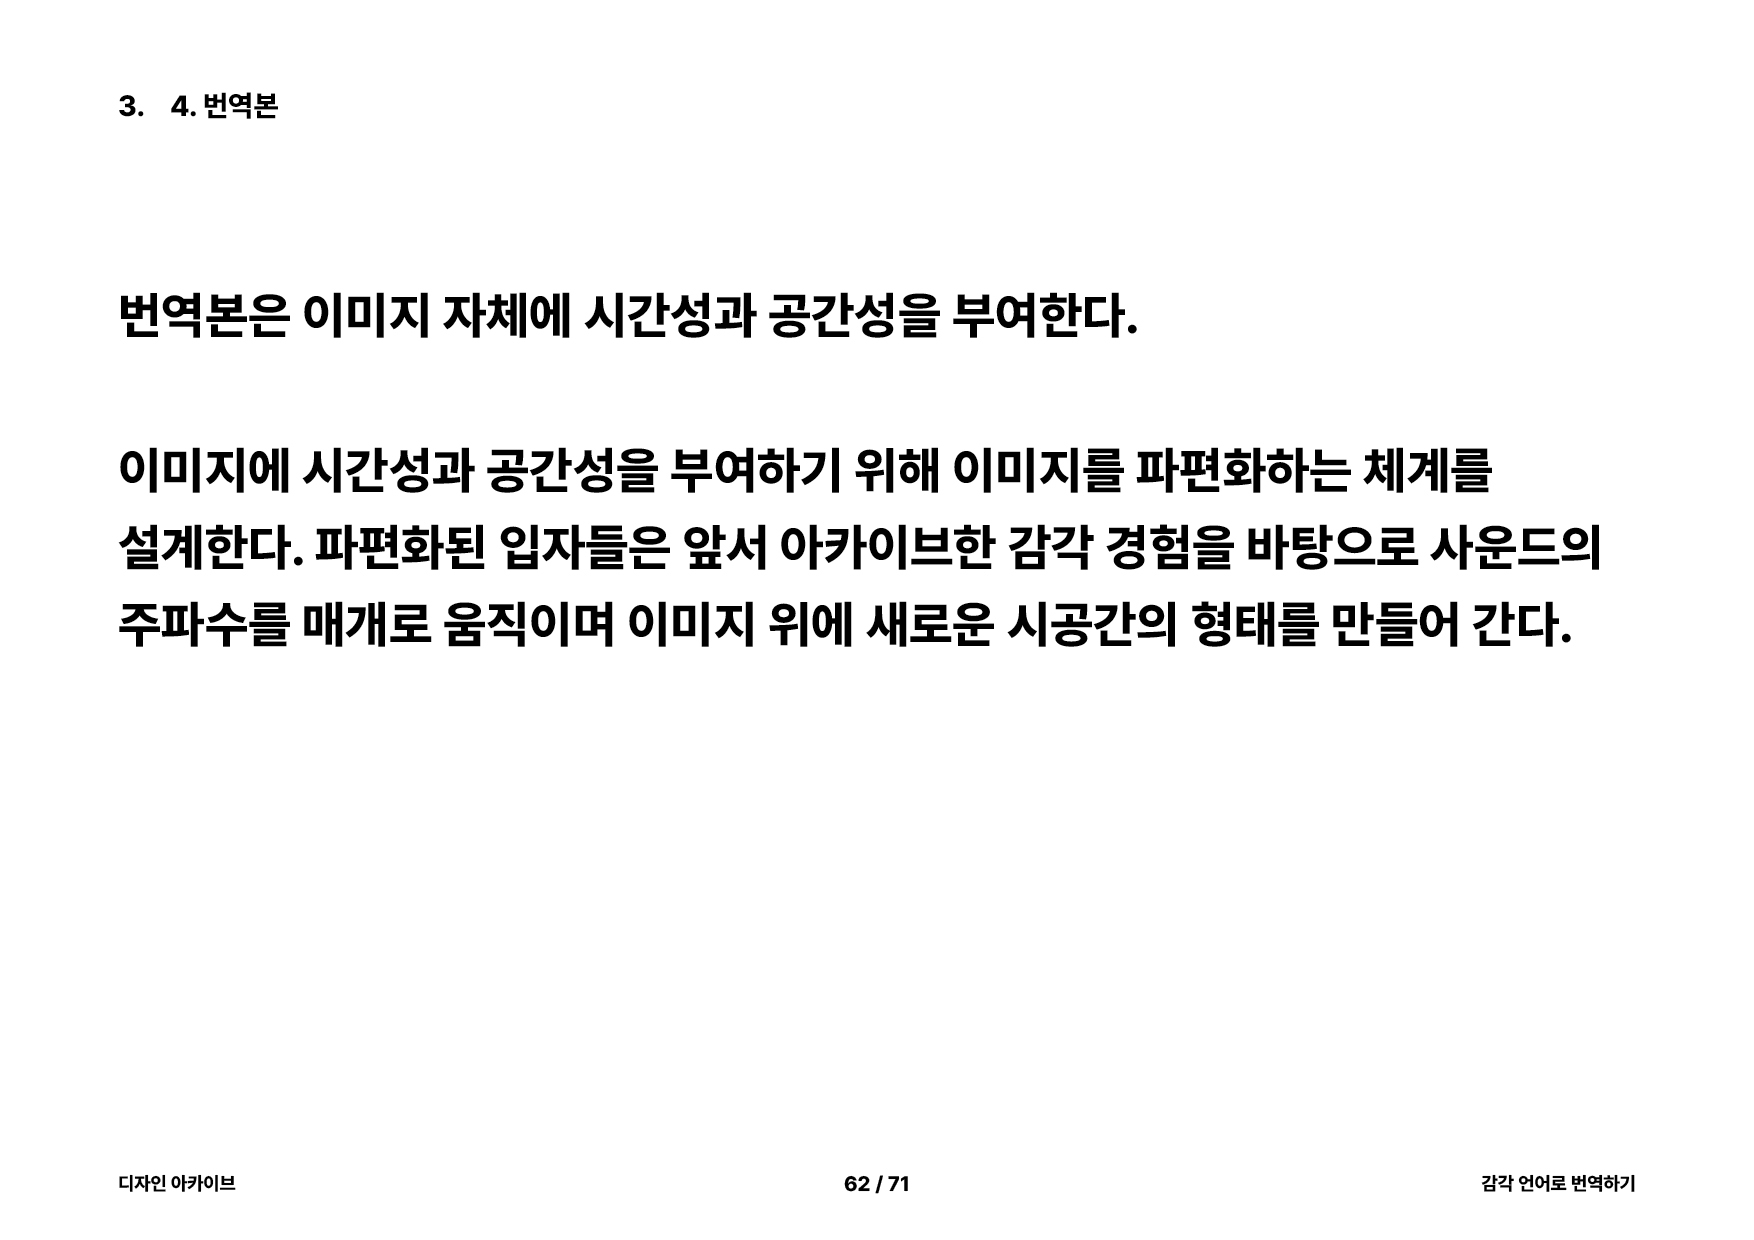 3. 4. 번역본
번역본은 이미지 자체에 시간성과 공간성을 부여한다.
이미지에 시간성과 공간성을 부여하기 위해 이미지를 파편화하는 체계를
설계한다. 파편화된 입자들은 앞서 아카이브한 감각 경험을 바탕으로 사운드의
주파수를 매개로 움직이며 이미지 위에 새로운 시공간의 형태를 만들어 간다.
디자인 아카이브
62 / 71
감각 언어로 번역하기